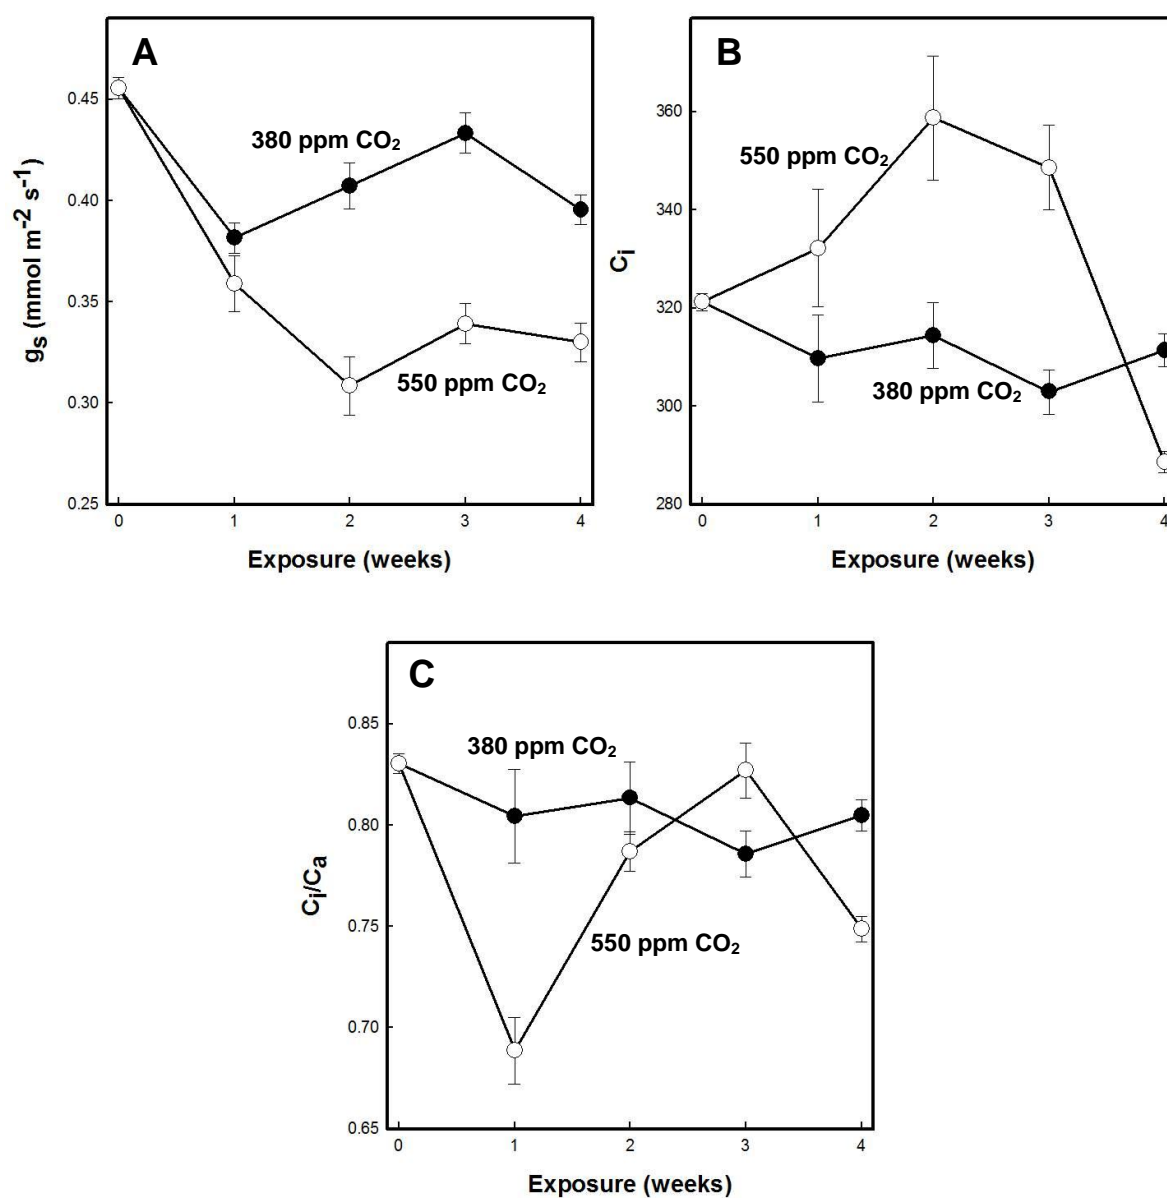 A
0.45
0.40
0.35
0.30
0.25
gs (mmol m-2 s-1)
380 ppm CO2
550 ppm CO2
0 1 2 3 4
Exposure (weeks)
B
360
340
320
300
280
Ci
550 ppm CO2
380 ppm CO2
0 1 2 3 4
Exposure (weeks)
C
0.85
0.80
0.75
0.70
0.65
Ci/Ca
380 ppm CO2
550 ppm CO2
0 1 2 3 4
Exposure (weeks)